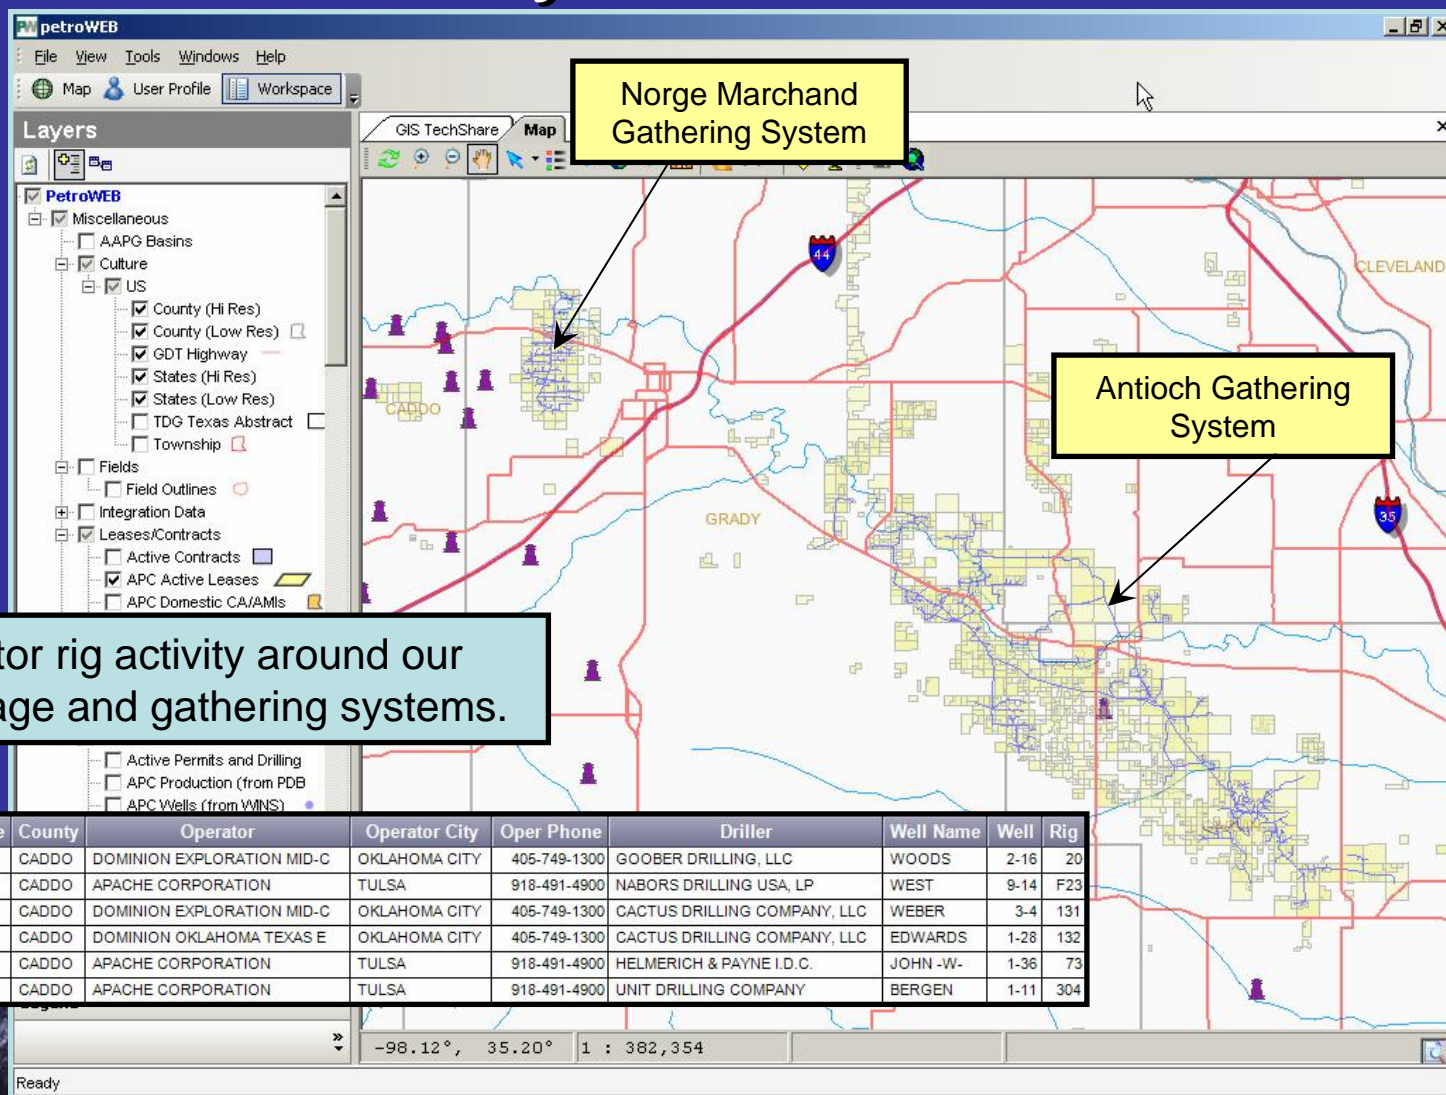 petroWEB
File View Tools Windows Help
Map User Profile Workspace
Layers
PetroWEB
Miscellaneous
AAPG Basins
Culture
US
County (Hi Res)
County (Low Res)
GDT Highway
States (Hi Res)
States (Low Res)
TDG Texas Abstract
Township
Fields
Field Outlines
Integration Data
Leases/Contracts
Active Contracts
APC Active Leases
APC Domestic CA/AMIs
tor rig activity around our
age and gathering systems.
Active Permits and Drilling
APC Production (from PDB
APC Wells (from WINS)
GIS TechShare Map
Norge Marchand
Gathering System
Antioch Gathering
System
44
CLEVELAND
CADDO
GRADY
35
e County Operator Operator City Oper Phone Driller Well Name Well Rig
CADDO DOMINION EXPLORATION MID-C OKLAHOMA CITY 405-749-1300 GOOBER DRILLING, LLC WOODS 2-16 20
CADDO APACHE CORPORATION TULSA 918-491-4900 NABORS DRILLING USA, LP WEST 9-14 F23
CADDO DOMINION EXPLORATION MID-C OKLAHOMA CITY 405-749-1300 CACTUS DRILLING COMPANY, LLC WEBER 3-4 131
CADDO DOMINION OKLAHOMA TEXAS E OKLAHOMA CITY 405-749-1300 CACTUS DRILLING COMPANY, LLC EDWARDS 1-28 132
CADDO APACHE CORPORATION TULSA 918-491-4900 HELMERICH & PAYNE I.D.C. JOHN -W- 1-36 73
CADDO APACHE CORPORATION TULSA 918-491-4900 UNIT DRILLING COMPANY BERGEN 1-11 304
-98.12°, 35.20° 1 : 382,354
Ready